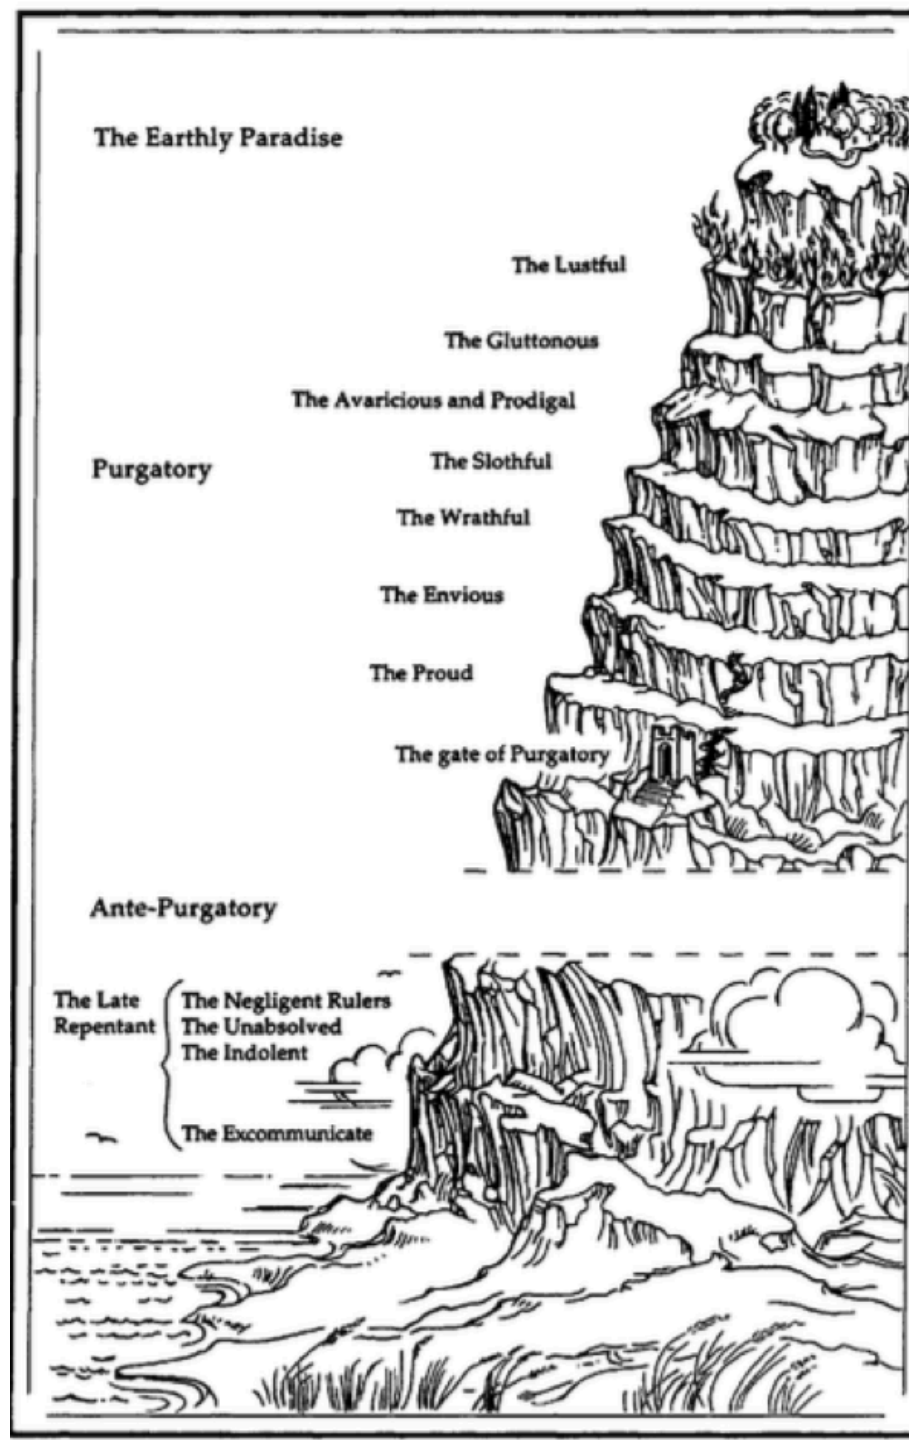 The Earthly Paradise
The Lustful
The Gluttonous
The Avaricious and Prodigal
The Slothful
Purgatory
The Wrathful
The Envious
The Proud
The gate of Purgatory
Ante-Purgatory
The Late
Repentant
The Negligent Rulers
The Unabsolved
The Indolent
The Excommunicate